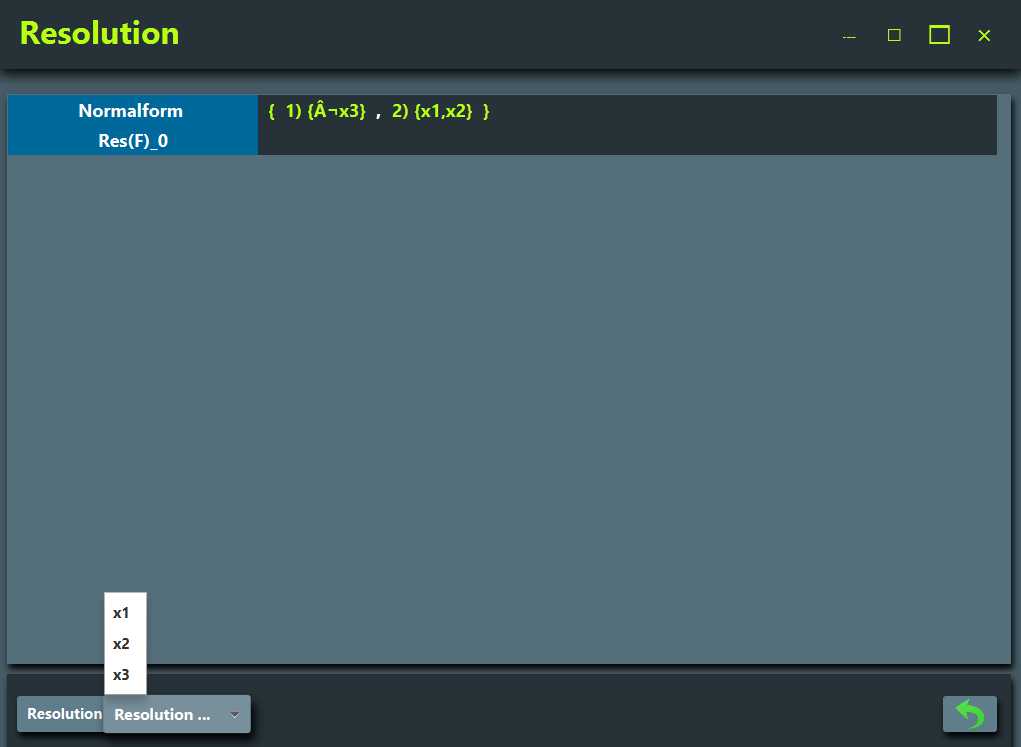 Resolution
Normalform
{ 1) {Â¬x3} , 2) {x1,x2} }
Res(F)_0
x1
x2
x3
Resolution
Resolution ...